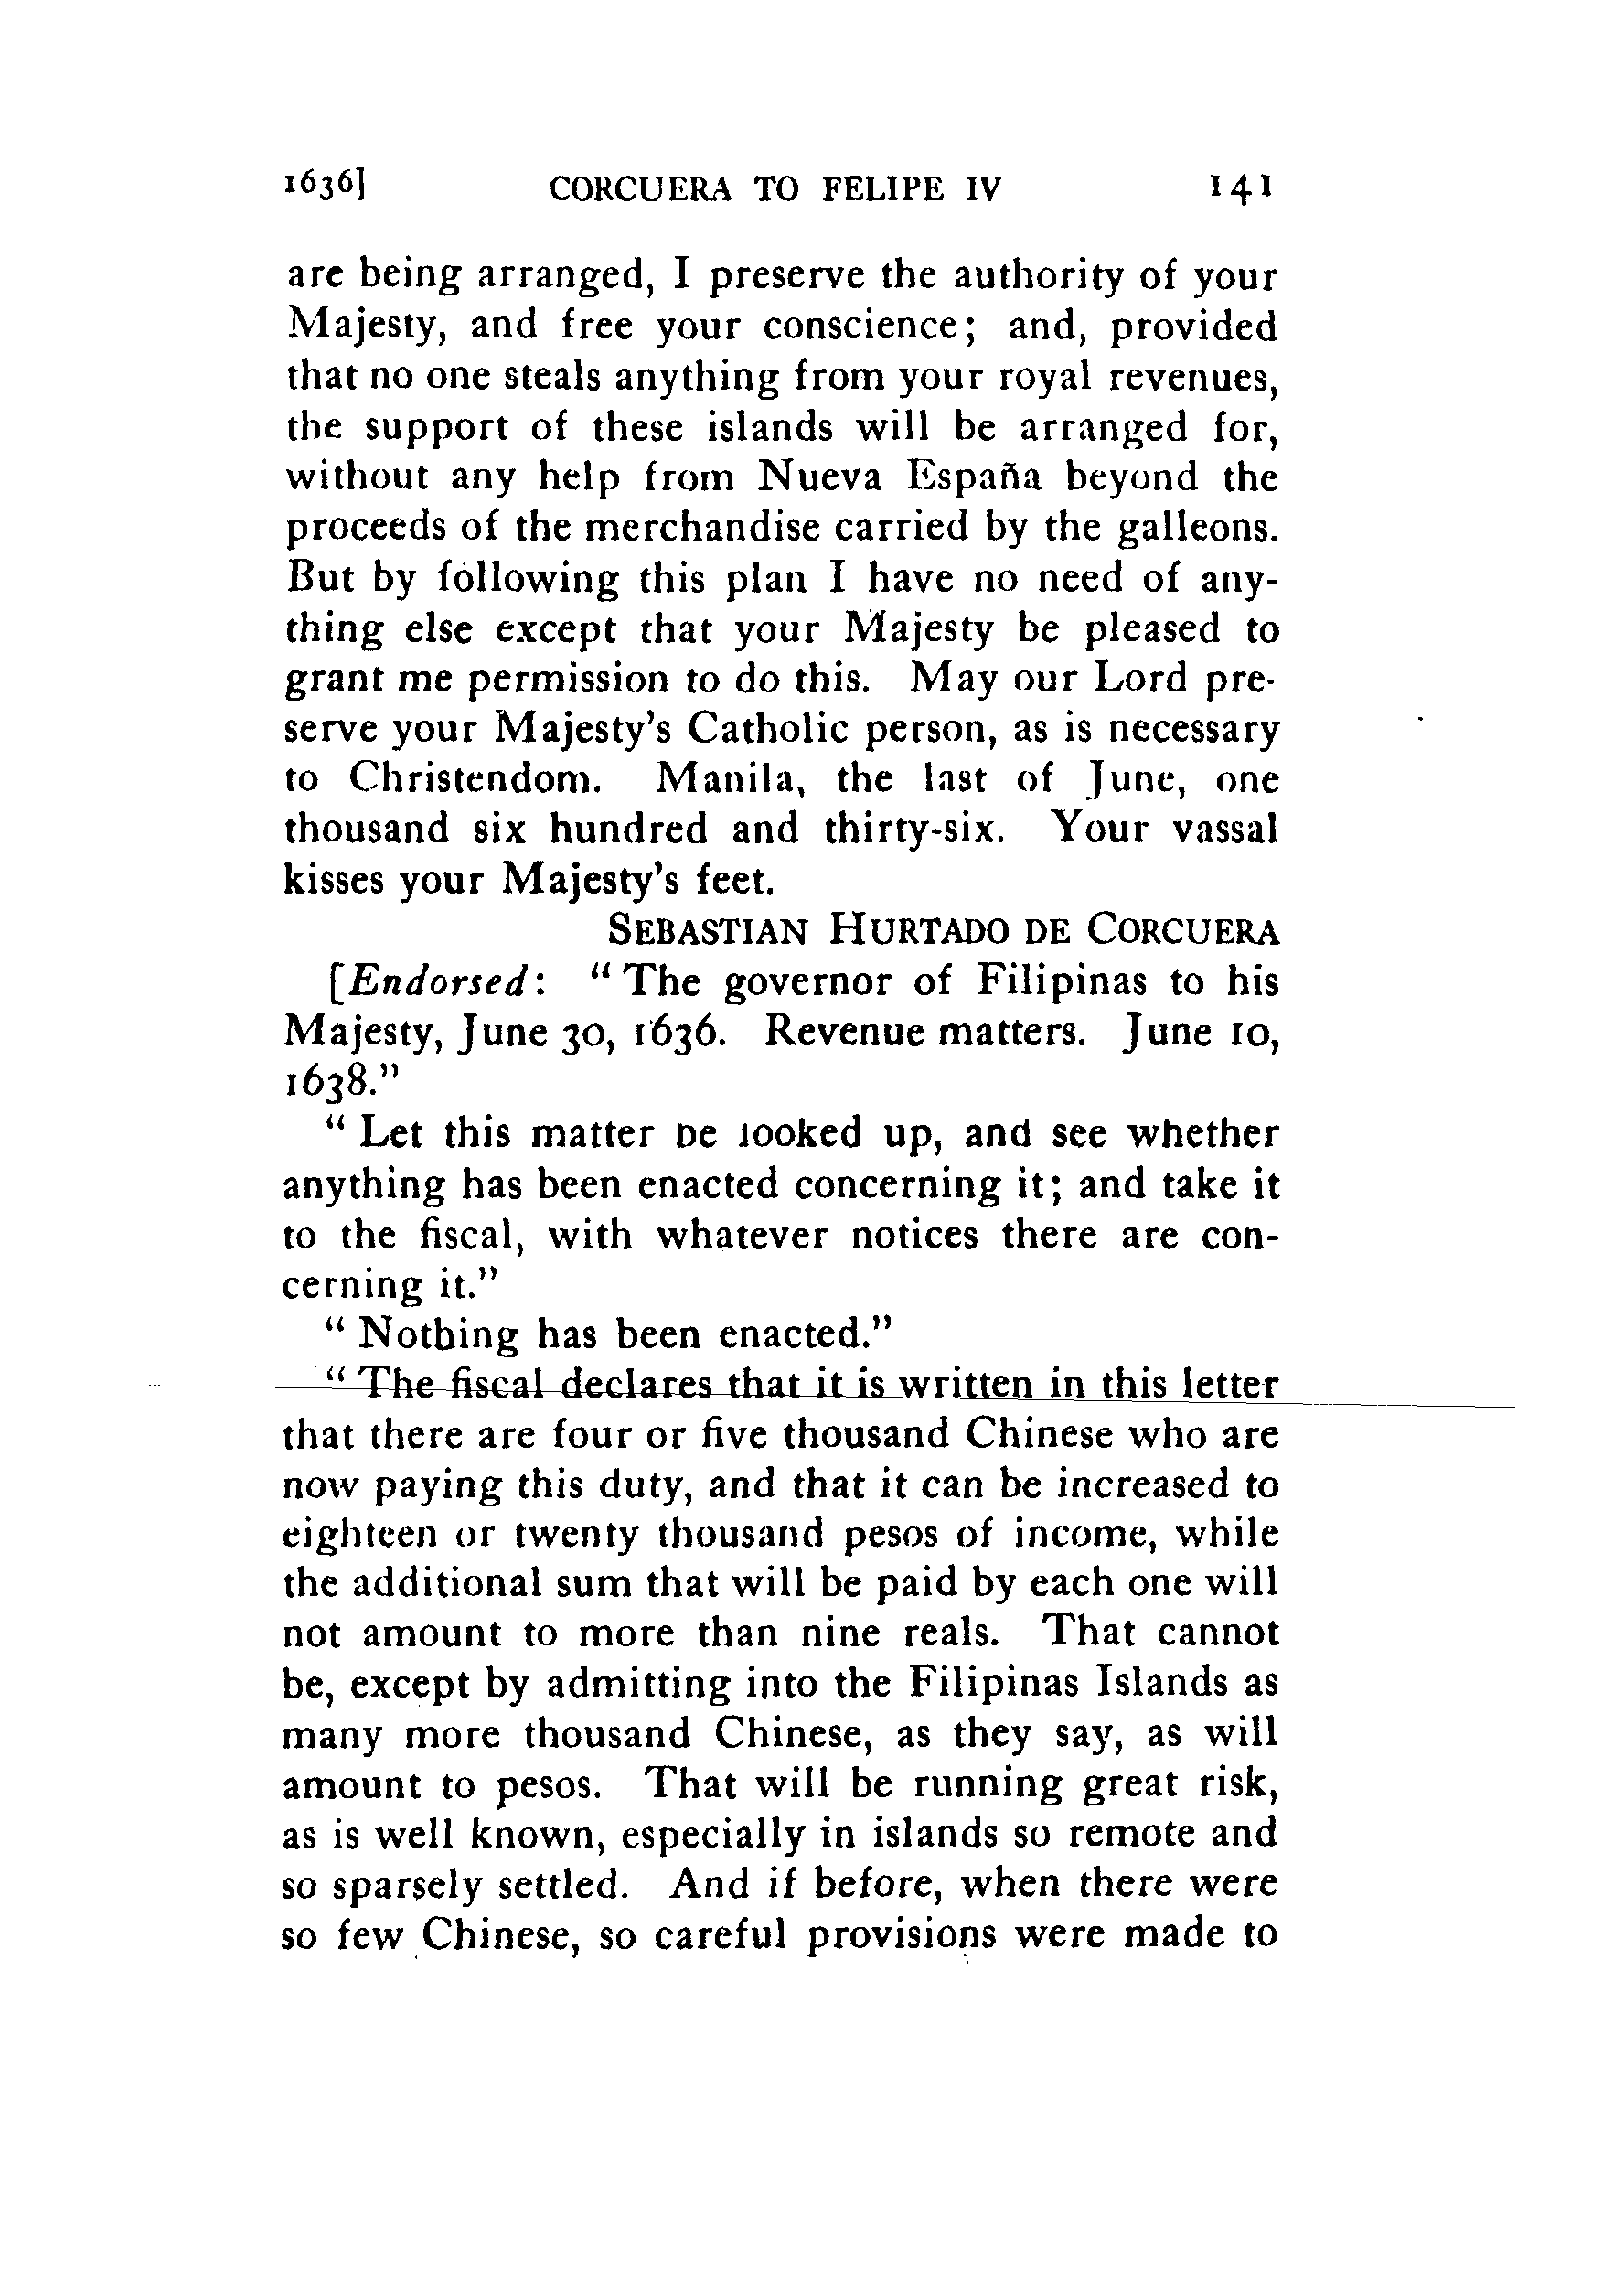 1636] CORCUERA TO FELIPE IV 141
are being arranged, I preserve the authority of your
Majesty, and free your conscience; and, provided
that no one steals anything from your royal revenues,
the support of these islands will be arranged for,
without any help from Nueva España beyond the
proceeds of the merchandise carried by the galleons.
But by following this plan I have no need of any-
thing else except that your Majesty be pleased to
grant me permission to do this. May our Lord pre-
serve your Majesty's Catholic person, as is necessary
to Christendom. Manila, the last of June, one
thousand six hundred and thirty-six. Your vassal
kisses your Majesty's feet.
SEBASTIAN HURTADO DE CORCUERA
[Endorsed: "The governor of Filipinas to his
Majesty, June 30, 1636. Revenue matters. June 10,
1638."
"Let this matter be looked up, and see whether
anything has been enacted concerning it; and take it
to the fiscal, with whatever notices there are con-
cerning it."
"Nothing has been enacted."
"The fiscal declares that it is written in this letter
that there are four or five thousand Chinese who are
now paying this duty, and that it can be increased to
eighteen or twenty thousand pesos of income, while
the additional sum that will be paid by each one will
not amount to more than nine reals. That cannot
be, except by admitting into the Filipinas Islands as
many more thousand Chinese, as they say, as will
amount to pesos. That will be running great risk,
as is well known, especially in islands so remote and
so sparsely settled. And if before, when there were
so few Chinese, so careful provisions were made to